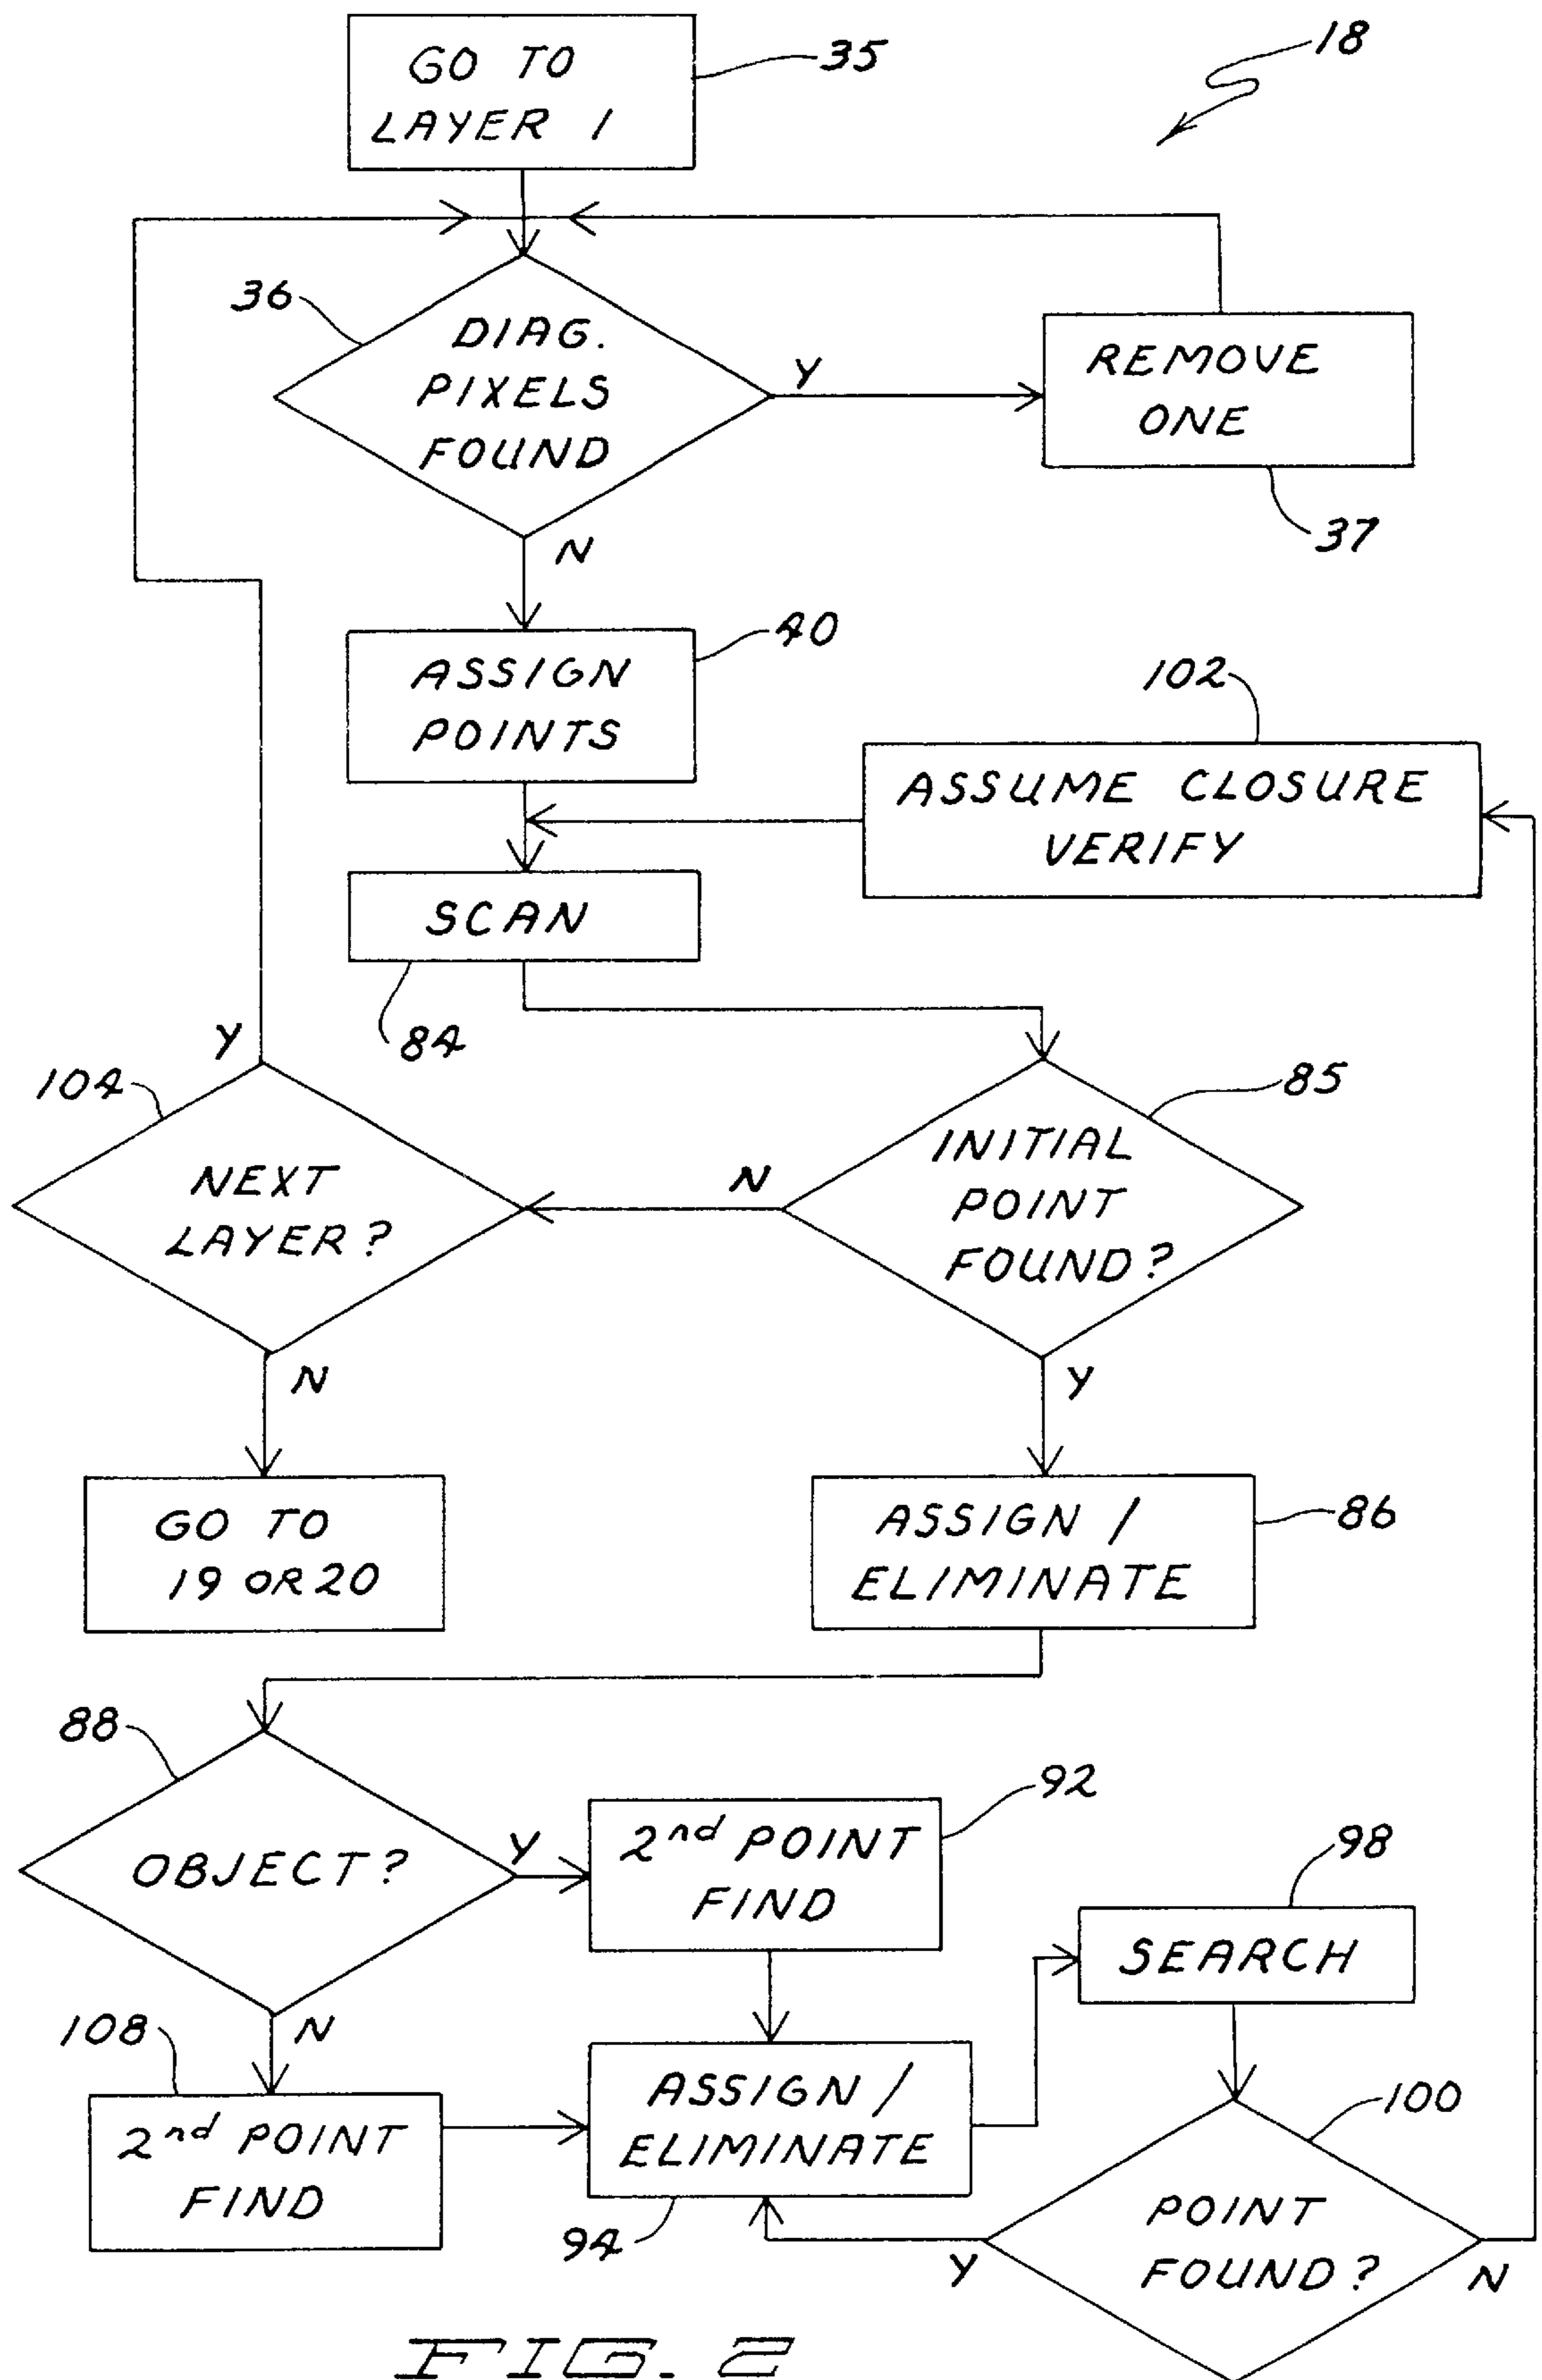 18
GO TO
LAYER 1
35
36
DIAG.
PIXELS
FOUND
Y
N
REMOVE
ONE
37
ASSIGN
POINTS
40
102
ASSUME CLOSURE
VERIFY
SCAN
84
Y
104
NEXT
LAYER?
N
N
INITIAL
POINT
FOUND?
85
Y
GO TO
19 OR 20
ASSIGN /
ELIMINATE
86
88
OBJECT?
Y
N
2nd POINT
FIND
92
98
SEARCH
108
2nd POINT
FIND
ASSIGN /
ELIMINATE
94
100
POINT
FOUND?
Y
N
FIG. 2